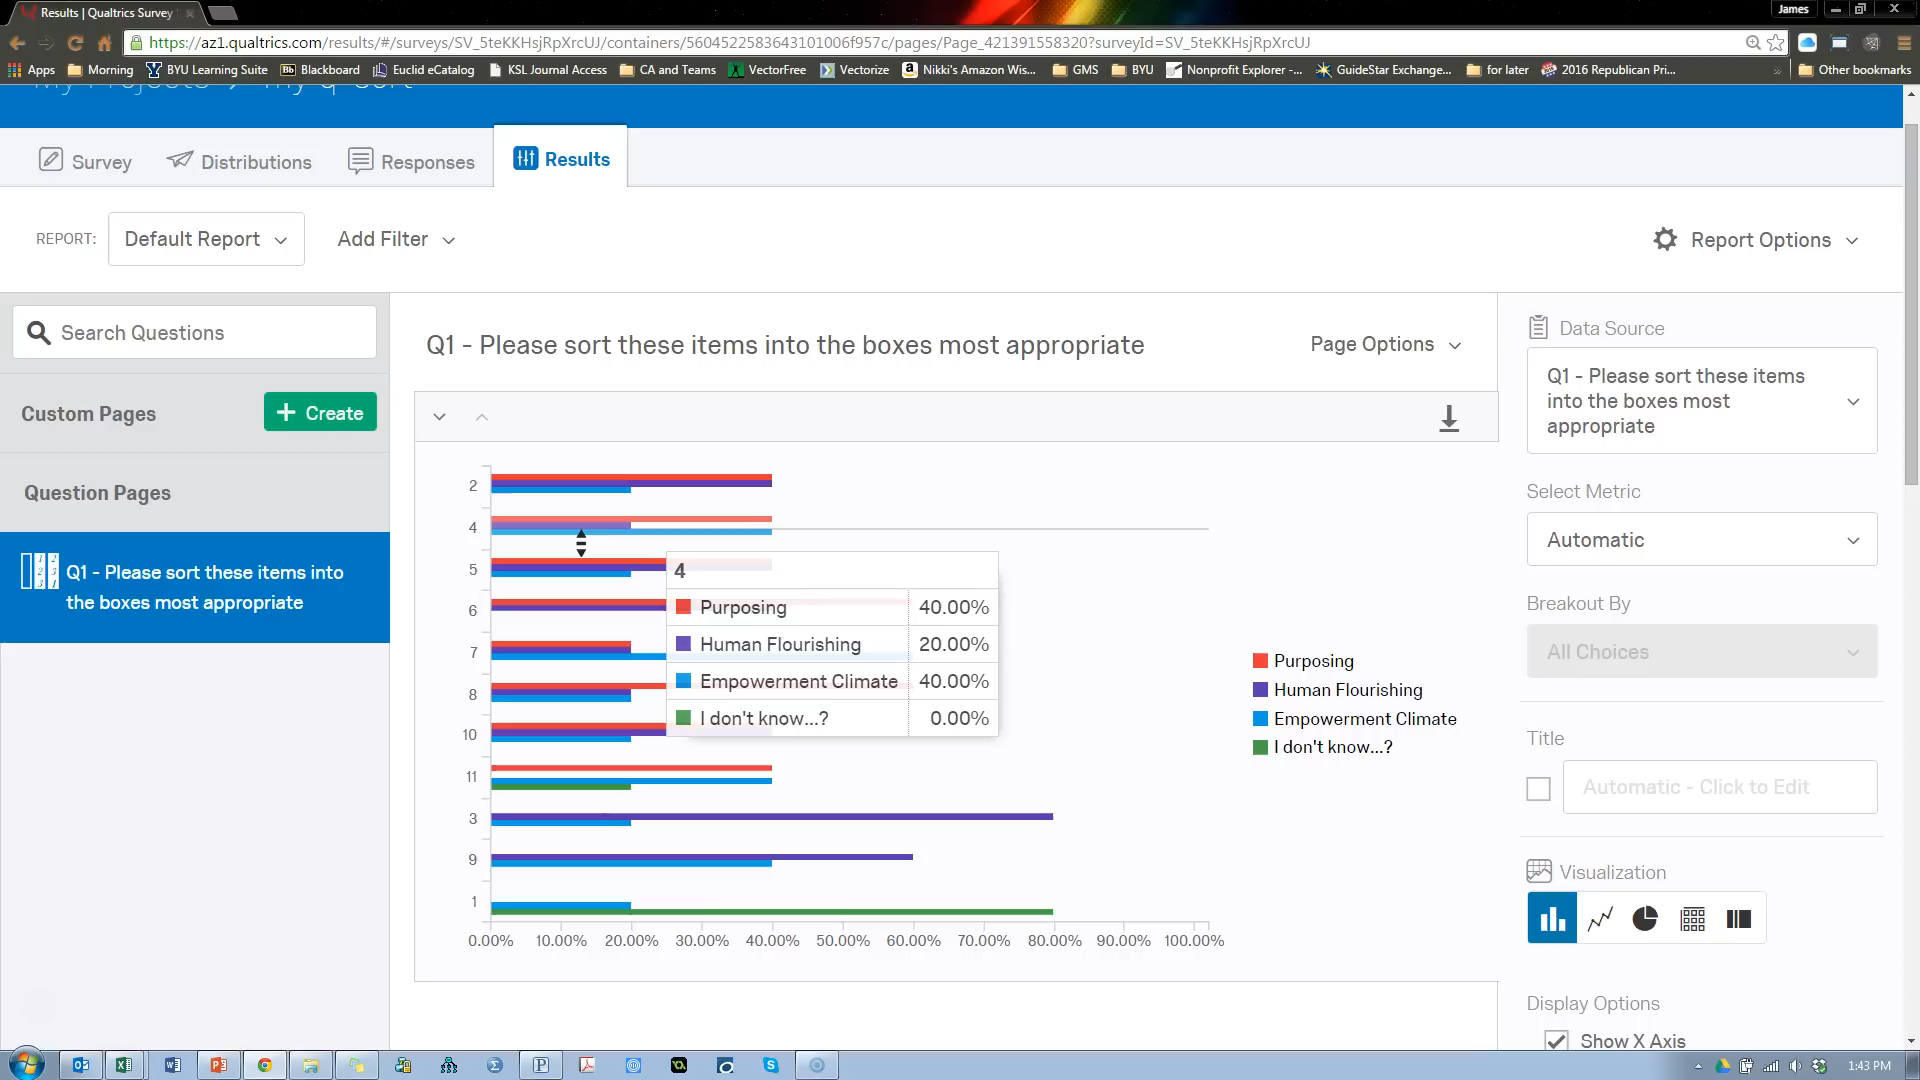 Results | Qualtrics Survey
James
https://az1.qualtrics.com/results/#/surveys/SV_5teKKHsjRpXrcUJ/containers/5604522583643101006f957c/pages/Page_421391558320?surveyId=SV_5teKKHsjRpXrcUJ
Apps Morning BYU Learning Suite Bb Blackboard Euclid eCatalog KSL Journal Access CA and Teams VectorFree Vectorize Nikki's Amazon Wis... GMS BYU Nonprofit Explorer -... GuideStar Exchange... for later 2016 Republican Pri... » Other bookmarks
Survey Distributions Responses Results
REPORT: Default Report Add Filter Report Options
Search Questions
Custom Pages + Create
Question Pages
Q1 - Please sort these items into
the boxes most appropriate
Q1 - Please sort these items into the boxes most appropriate
Page Options
2
4
5
6
7
8
10
11
3
9
1
0.00% 10.00% 20.00% 30.00% 40.00% 50.00% 60.00% 70.00% 80.00% 90.00% 100.00%
4
Purposing 40.00%
Human Flourishing 20.00%
Empowerment Climate 40.00%
I don't know...? 0.00%
Purposing
Human Flourishing
Empowerment Climate
I don't know...?
Data Source
Q1 - Please sort these items
into the boxes most
appropriate
Select Metric
Automatic
Breakout By
All Choices
Title
Automatic - Click to Edit
Visualization
Display Options
Show X Axis
1:43 PM